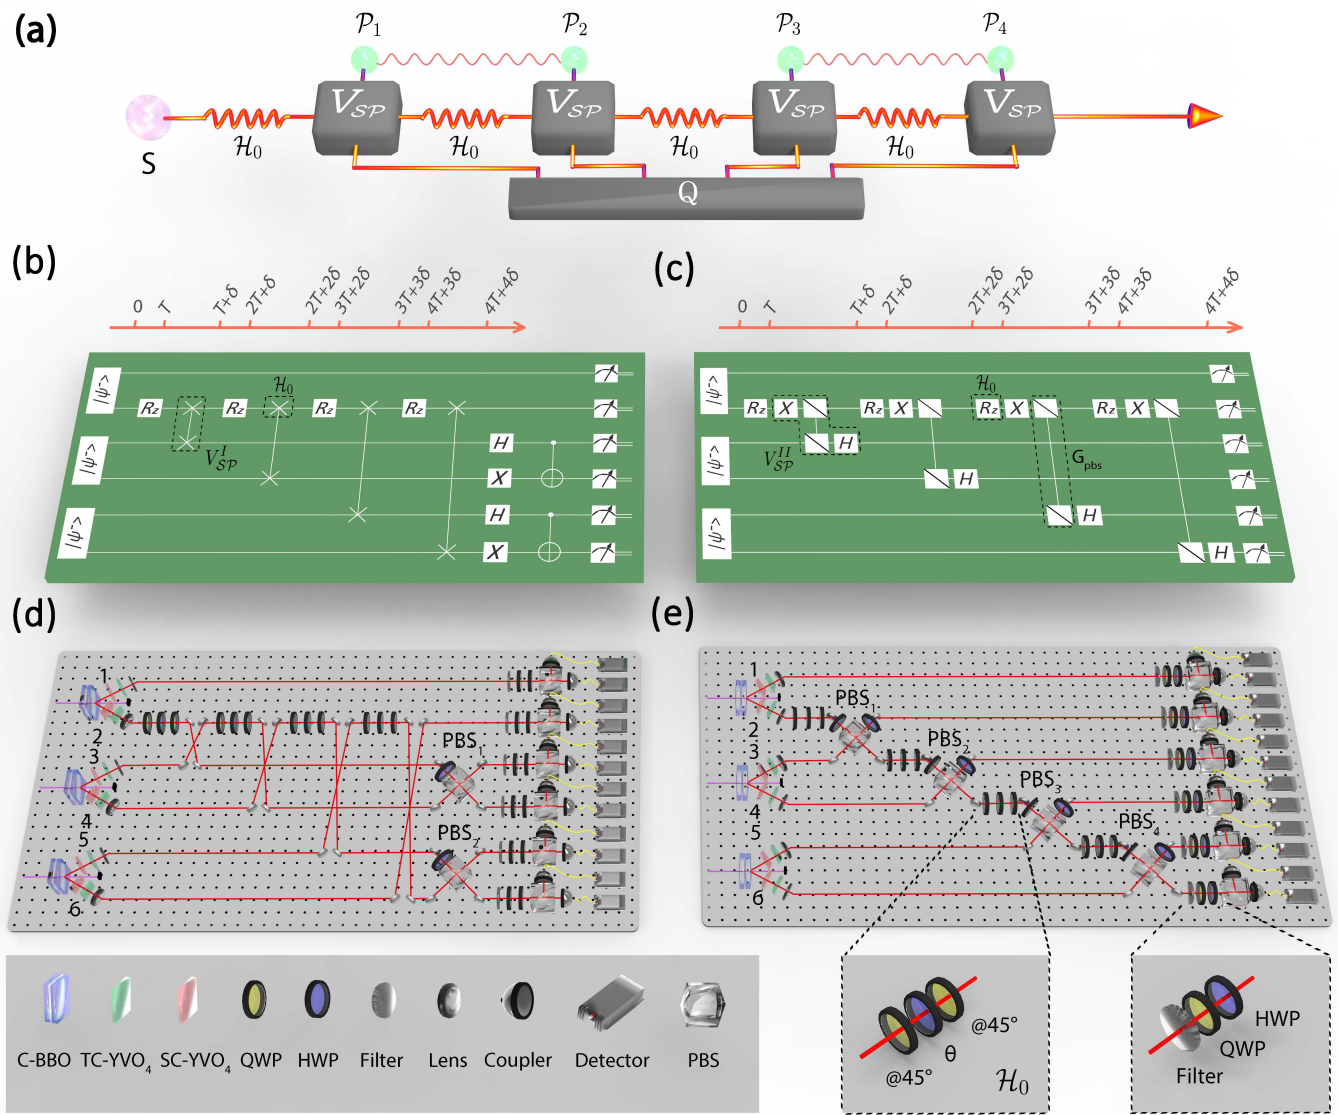 (a)
𝒫₁
𝒫₂
𝒫₃
𝒫₄
V_𝒮𝒫
V_𝒮𝒫
V_𝒮𝒫
V_𝒮𝒫
S
ℋ₀
ℋ₀
ℋ₀
ℋ₀
Q
(b)
0 T T+δ 2T+δ 2T+2δ 3T+2δ 3T+3δ 4T+3δ 4T+4δ
ℋ₀
|ψ-> 
Rz Rz Rz Rz
V^I_𝒮𝒫
|ψ->
H
X
|ψ->
H
X
(c)
0 T T+δ 2T+δ 2T+2δ 3T+2δ 3T+3δ 4T+3δ 4T+4δ
ℋ₀
|ψ->
Rz X Rz X Rz X Rz X
H
V^II_𝒮𝒫
G_pbs
|ψ->
H
|ψ->
H
H
(d)
1
2
3
PBS₁
4
5
PBS₂
6
(e)
1
PBS₁
2
3
PBS₂
PBS₃
4
5
PBS₄
6
C-BBO TC-YVO₄ SC-YVO₄ QWP HWP Filter Lens Coupler Detector PBS
@45°
θ
@45°
ℋ₀
HWP
QWP
Filter